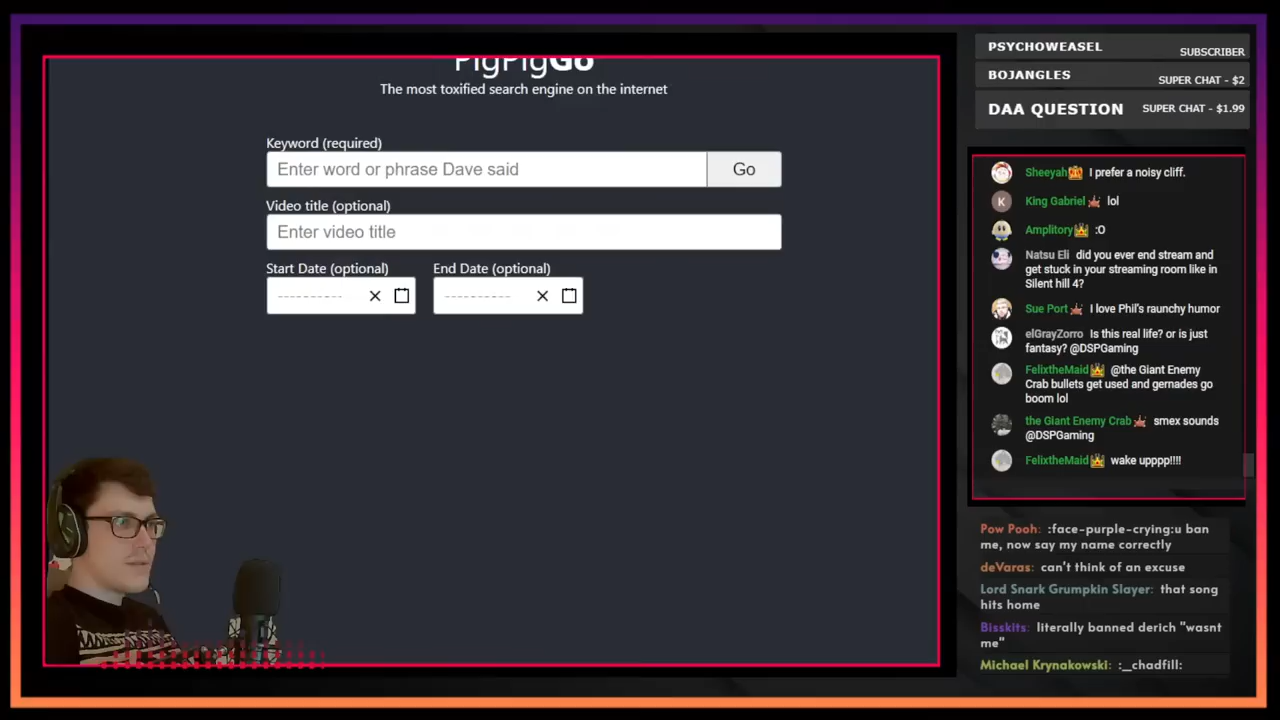 PigPigGo
The most toxified search engine on the internet
Keyword (required)
Enter word or phrase Dave said
Go
Video title (optional)
Enter video title
Start Date (optional)
End Date (optional)
----------
----------
PSYCHOWEASEL
SUBSCRIBER
BOJANGLES
SUPER CHAT - $2
DAA QUESTION
SUPER CHAT - $1.99
Sheeyah I prefer a noisy cliff.
K
King Gabriel lol
Amplitory :O
Natsu Eli did you ever end stream and
get stuck in your streaming room like in
Silent hill 4?
Sue Port I love Phil's raunchy humor
elGrayZorro Is this real life? or is just
fantasy? @DSPGaming
FelixtheMaid @the Giant Enemy
Crab bullets get used and gernades go
boom lol
the Giant Enemy Crab smex sounds
@DSPGaming
FelixtheMaid wake upppp!!!!
Pow Pooh: :face-purple-crying:u ban
me, now say my name correctly
deVaras: can't think of an excuse
Lord Snark Grumpkin Slayer: that song
hits home
Bisskits: literally banned derich "wasnt
me"
Michael Krynakowski: :_chadfill: